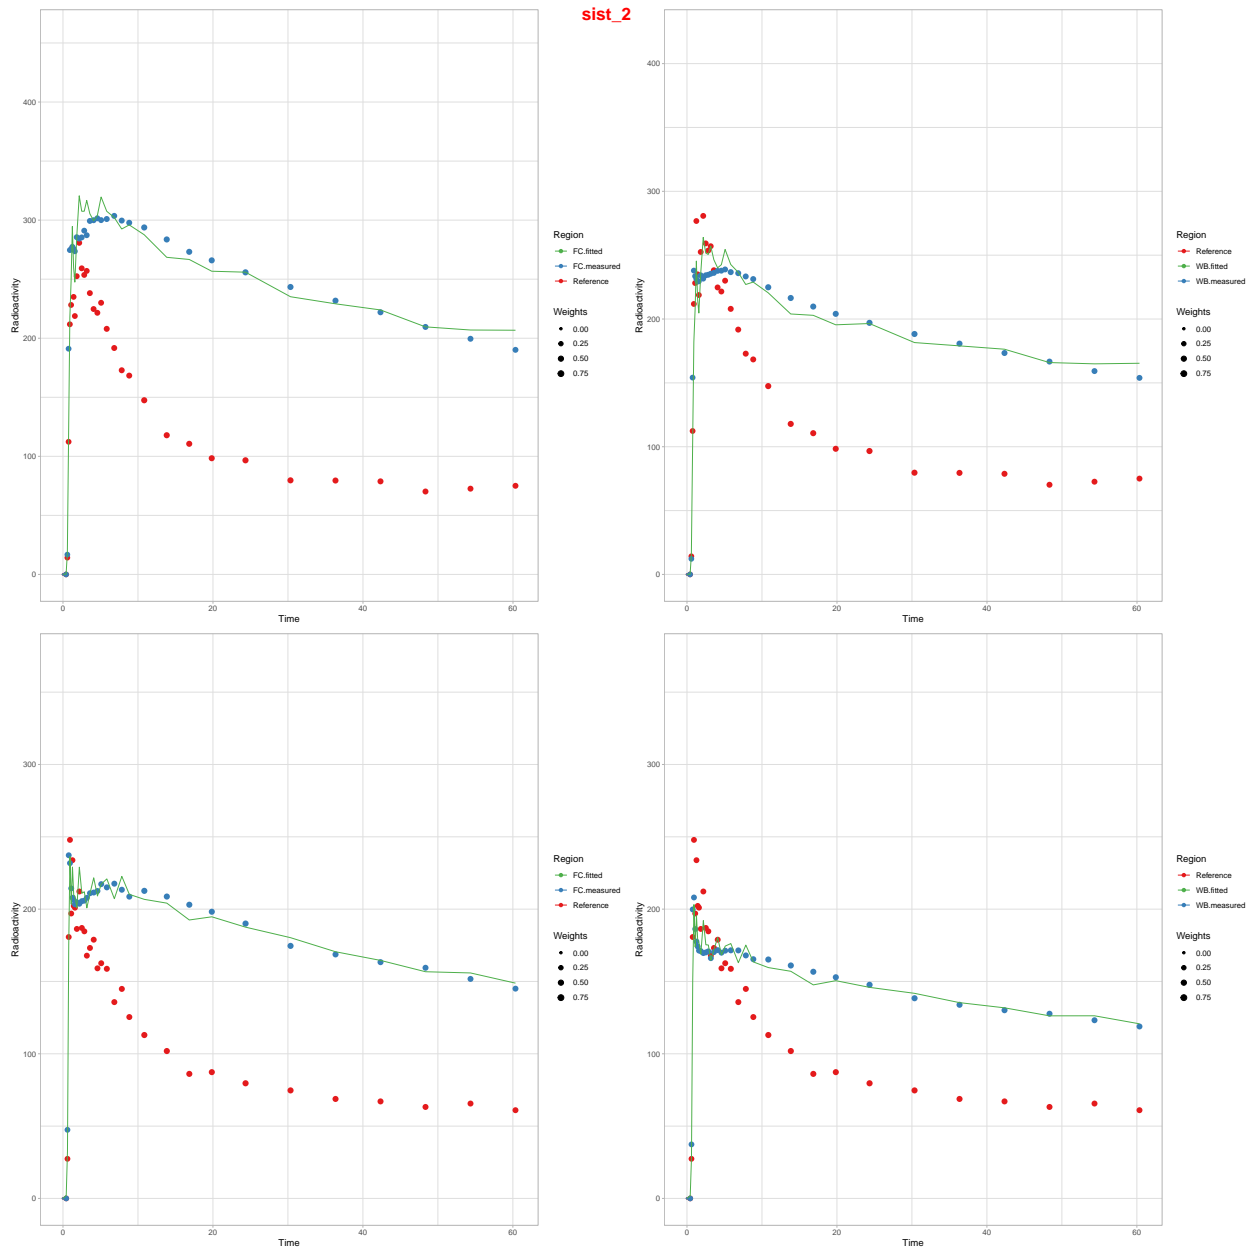 sist_2
Radioactivity
400
300
200
100
0
0
20
40
60
Time
Region
FC.fitted
FC.measured
Reference
Weights
0.00
0.25
0.50
0.75
Radioactivity
400
300
200
100
0
0
20
40
60
Time
Region
Reference
WB.fitted
WB.measured
Weights
0.00
0.25
0.50
0.75
Radioactivity
300
200
100
0
0
20
40
60
Time
Region
FC.fitted
FC.measured
Reference
Weights
0.00
0.25
0.50
0.75
Radioactivity
300
200
100
0
0
20
40
60
Time
Region
Reference
WB.fitted
WB.measured
Weights
0.00
0.25
0.50
0.75